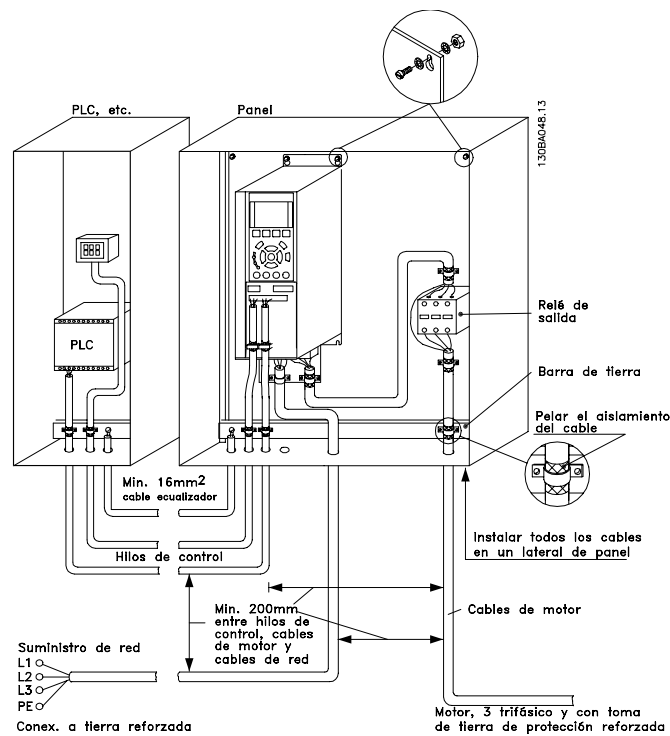 130BA048.13
PLC, etc.
Panel
PLC
Relé de
salida
Barra de tierra
Pelar el aislamiento
del cable
Min. 16mm2
cable ecualizador
Hilos de control
Instalar todos los cables
en un lateral de panel
Min. 200mm
entre hilos de
control, cables
de motor y
cables de red
Cables de motor
Suministro de red
L1
L2
L3
PE
Conex. a tierra reforzada
Motor, 3 trifásico y con toma
de tierra de protección reforzada